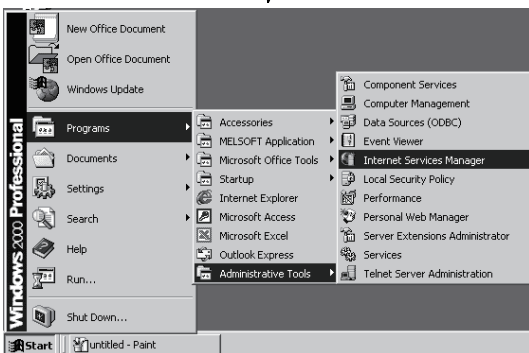 New Office Document
Open Office Document
Windows Update
Programs
Documents
Settings
Search
Help
Run...
Shut Down...
Windows 2000 Professional
Accessories
MELSOFT Application
Microsoft Office Tools
Startup
Internet Explorer
Microsoft Access
Microsoft Excel
Outlook Express
Administrative Tools
Component Services
Computer Management
Data Sources (ODBC)
Event Viewer
Internet Services Manager
Local Security Policy
Performance
Personal Web Manager
Server Extensions Administrator
Services
Telnet Server Administration
Start
untitled - Paint